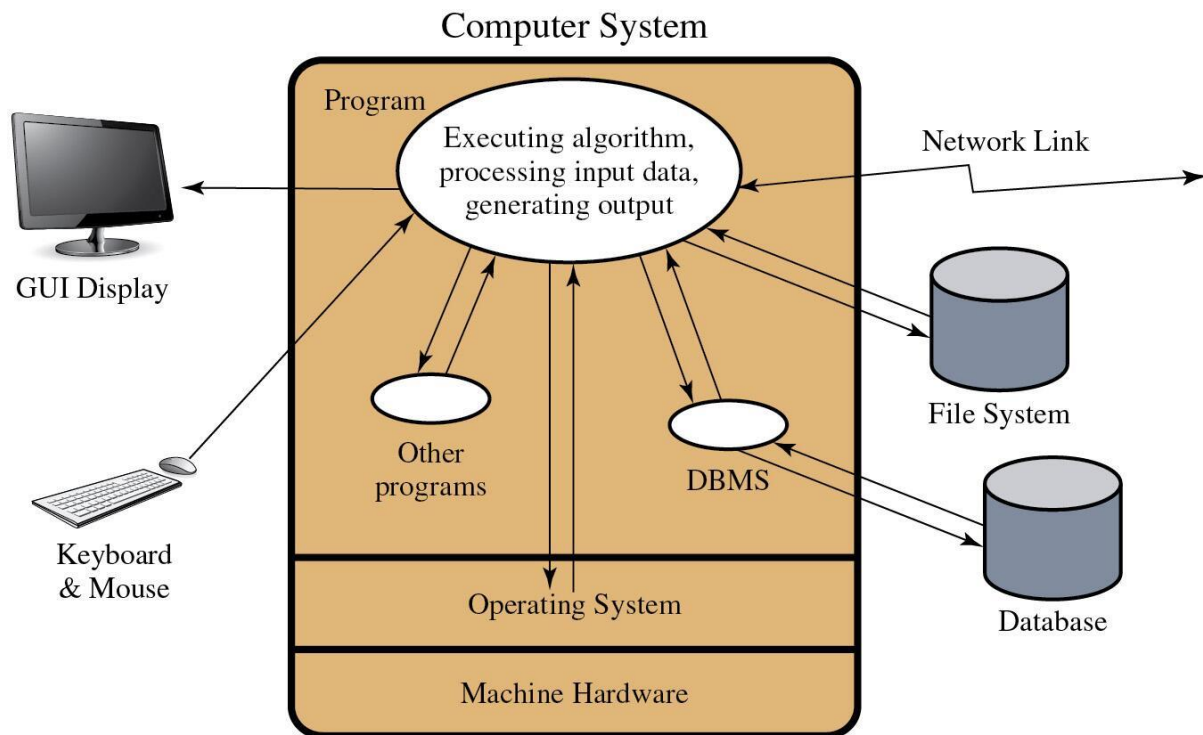 Computer System
Program
Executing algorithm,
processing input data,
generating output
Network Link
GUI Display
File System
Other
programs
DBMS
Keyboard
& Mouse
Operating System
Database
Machine Hardware